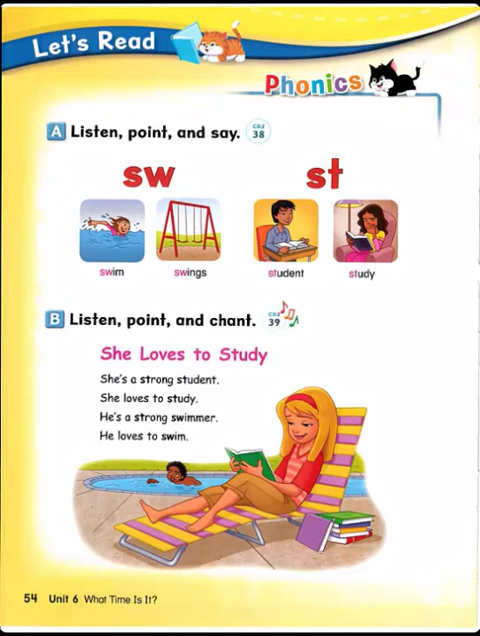 Let's Read
Phonics
A Listen, point, and say. CD2 38
sw st
swim swings student study
B Listen, point, and chant. CD2 39
She Loves to Study
She's a strong student.
She loves to study.
He's a strong swimmer.
He loves to swim.
54 Unit 6 What Time Is It?